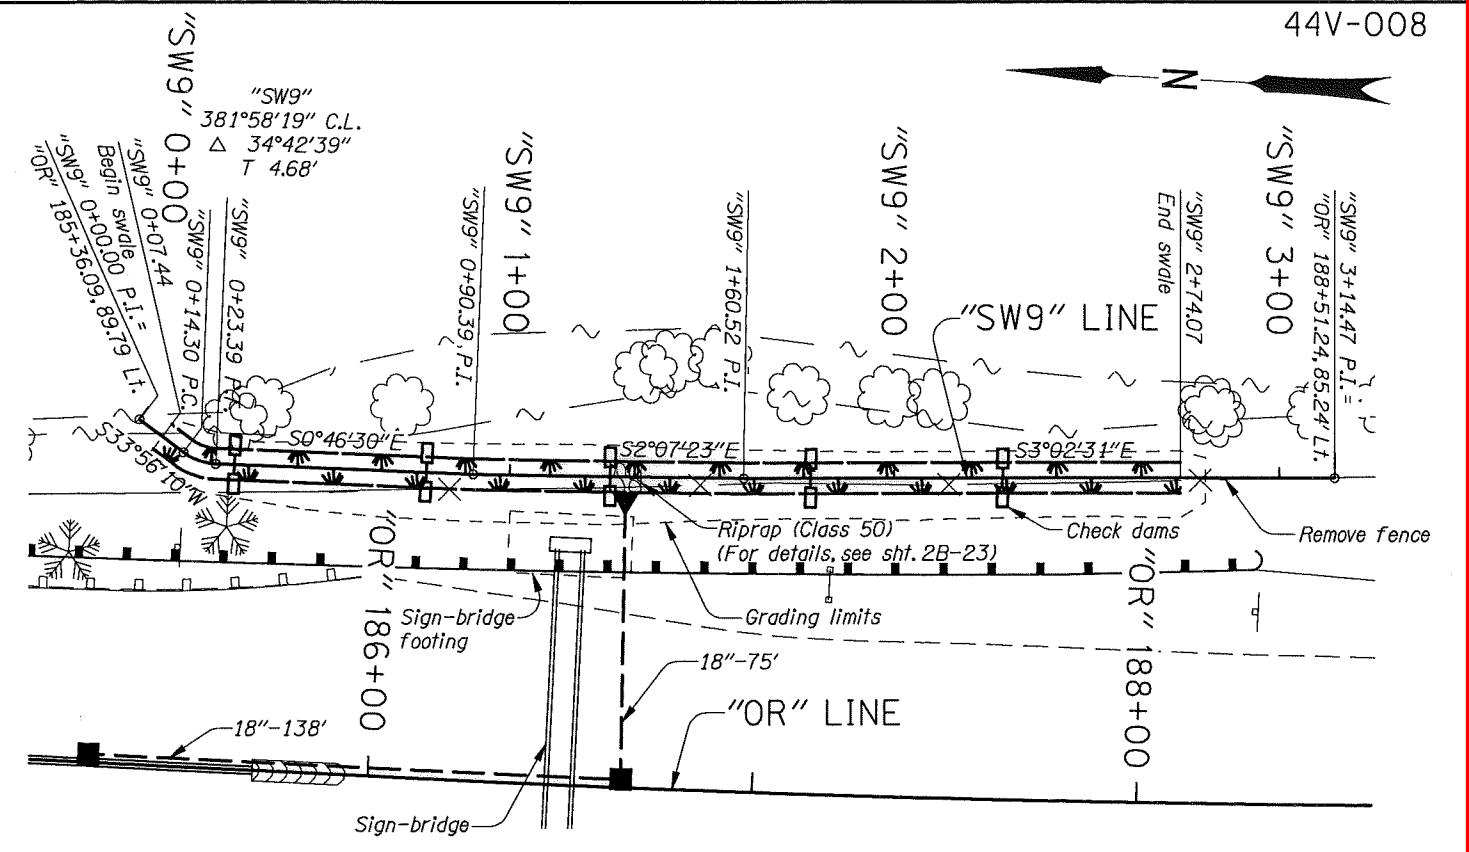 44V-008
N
"SW9" 0+00
"SW9"
381°58'19" C.L.
△ 34°42'39"
T 4.68'
"SW9" 0+07.44
Begin swale
"SW9" 0+00.00 P.I.=
"OR" 185+36.09, 89.79 Lt.
"SW9" 0+14.30 P.C.
"SW9" 0+23.39
"SW9" 0+90.39 P.I.
"SW9" 1+00
"SW9" 1+60.52 P.I.
"SW9" 2+00
"SW9" LINE
"SW9" 2+74.07
End swale
"SW9" 3+00
"SW9" 3+14.47 P.I.=
"OR" 188+51.24, 85.24' Lt.
S33°56'10"W
S0°46'30"E
S2°07'23"E
S3°02'31"E
Riprap (Class 50)
(For details, see sht. 2B-23)
Check dams
Remove fence
Sign-bridge
footing
Grading limits
"OR" 186+00
"OR" 188+00
18"-75'
"OR" LINE
18"-138'
Sign-bridge